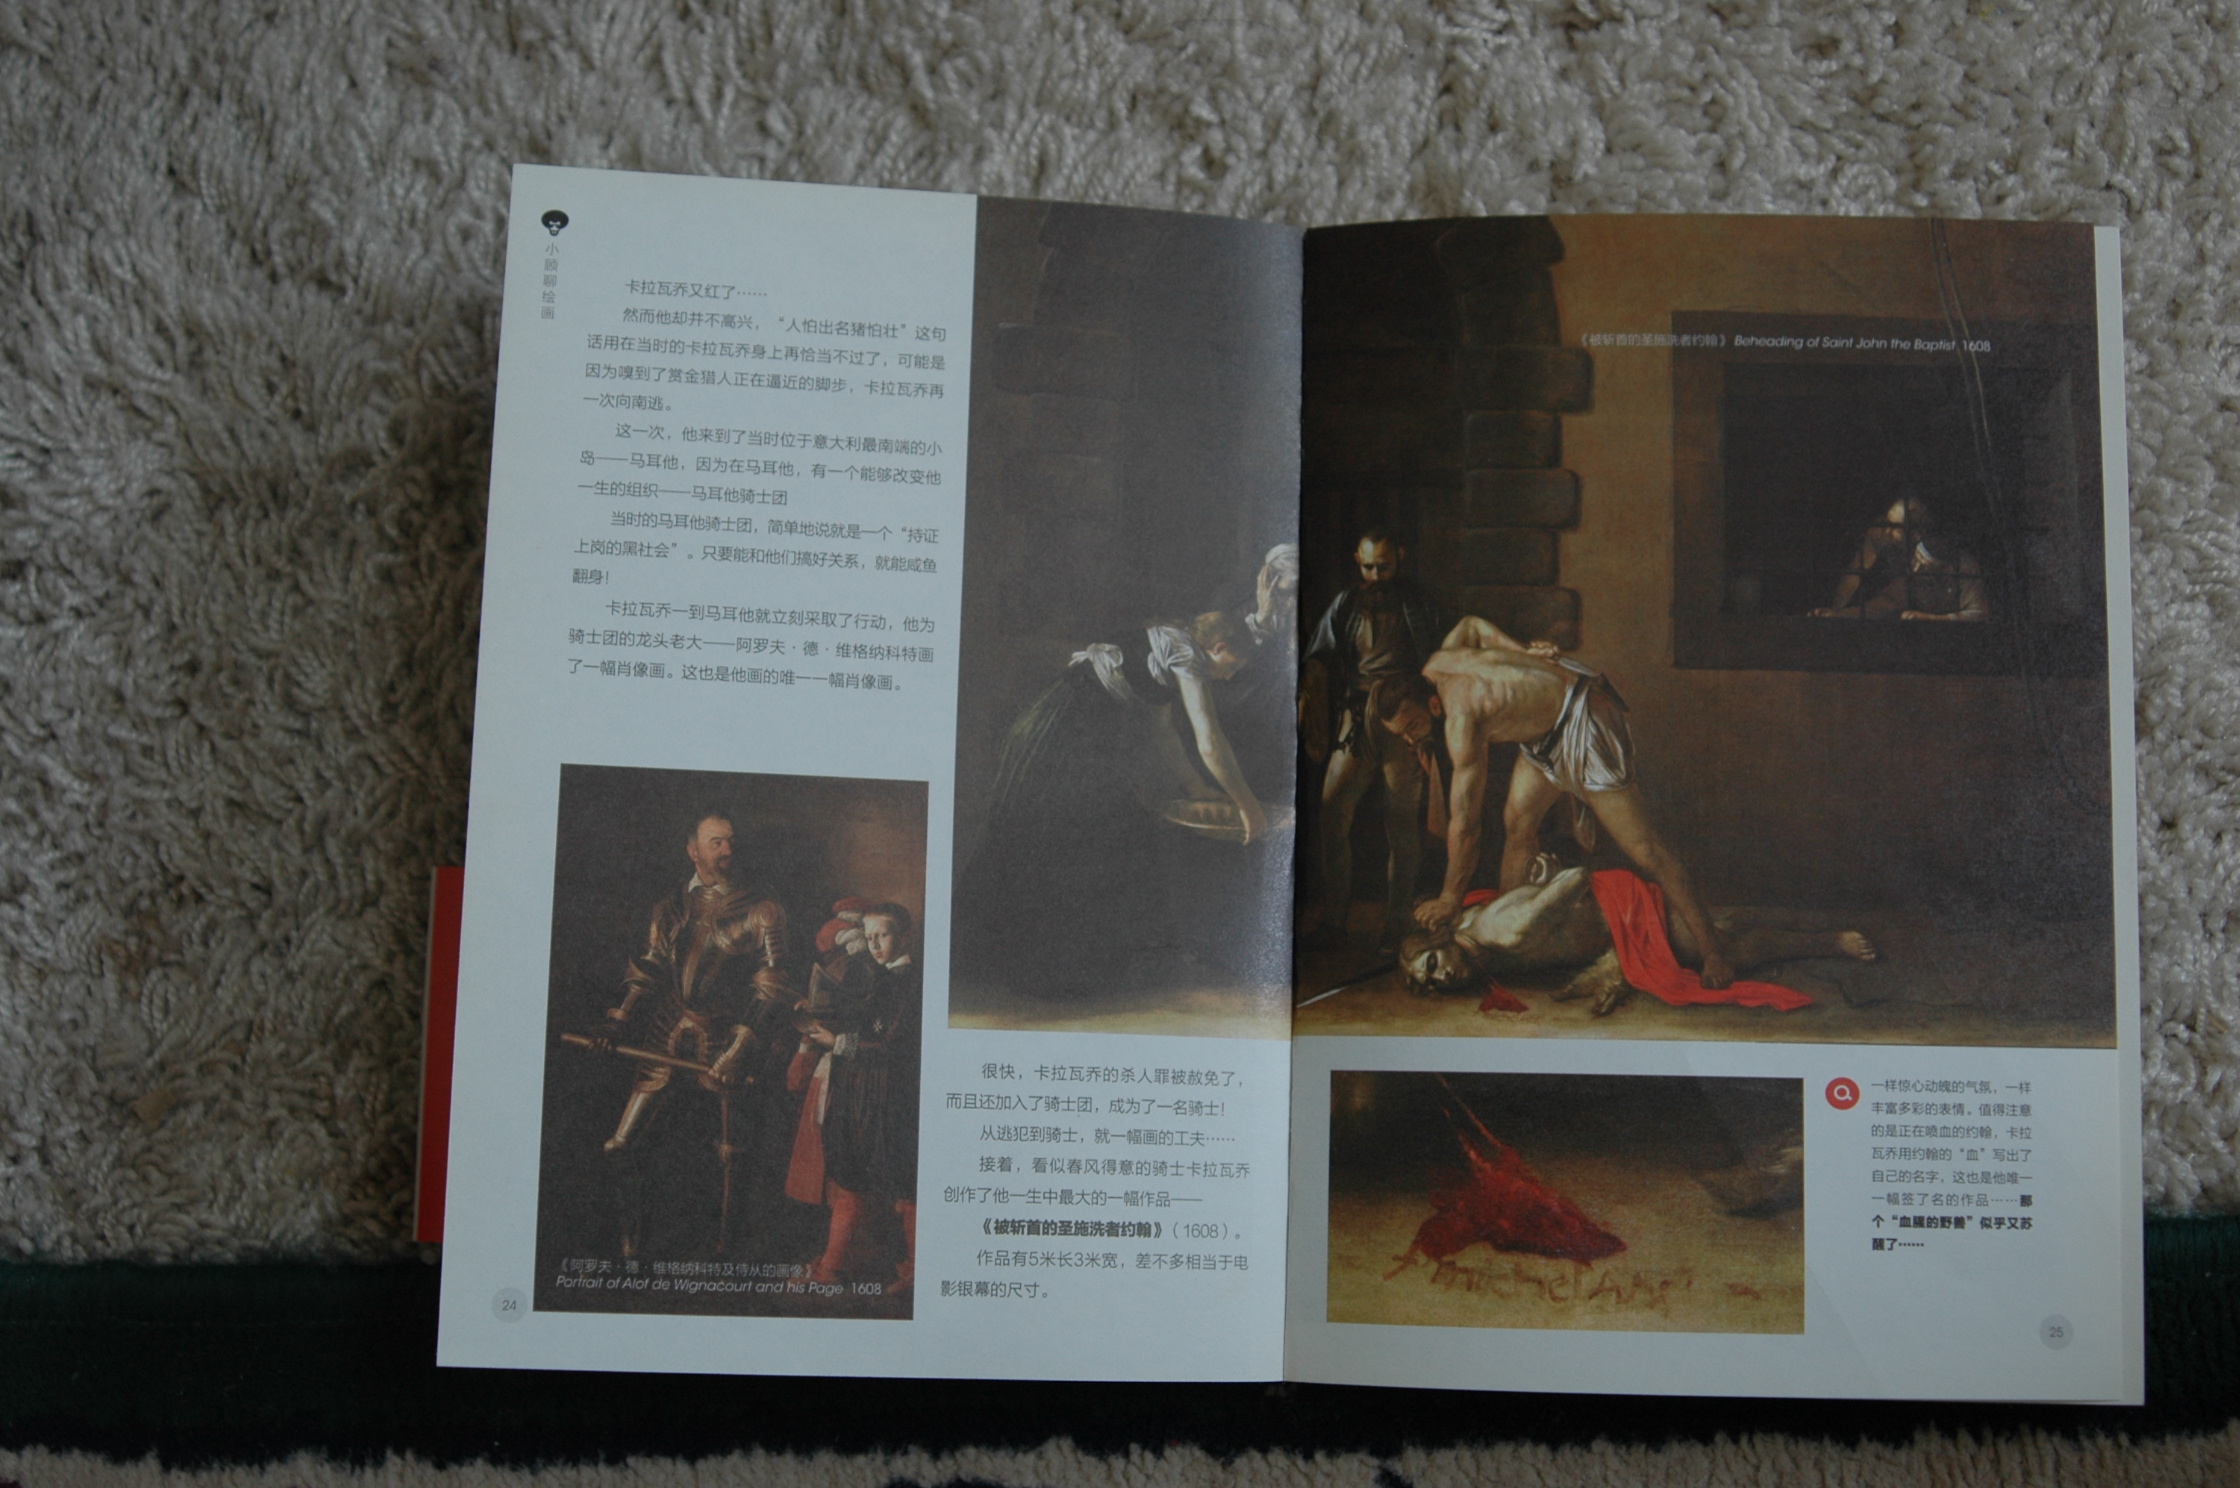 小顾聊绘画
卡拉瓦乔又红了……
然而他却并不高兴，“人怕出名猪怕壮”这句
话用在当时的卡拉瓦乔身上再恰当不过了，可能是
因为嗅到了赏金猎人正在逼近的脚步，卡拉瓦乔再
一次向南逃。
这一次，他来到了当时位于意大利最南端的小
岛——马耳他，因为在马耳他，有一个能够改变他
一生的组织——马耳他骑士团
当时的马耳他骑士团，简单地说就是一个“持证
上岗的黑社会”。只要能和他们搞好关系，就能咸鱼
翻身！
卡拉瓦乔一到马耳他就立刻采取了行动，他为
骑士团的龙头老大——阿罗夫·德·维格纳科特画
了一幅肖像画。这也是他画的唯一一幅肖像画。
《阿罗夫·德·维格纳科特及侍从的画像》
Portrait of Alof de Wignacourt and his Page 1608
24
很快，卡拉瓦乔的杀人罪被赦免了，
而且还加入了骑士团，成为了一名骑士！
从逃犯到骑士，就一幅画的工夫……
接着，看似春风得意的骑士卡拉瓦乔
创作了他一生中最大的一幅作品——
《被斩首的圣施洗者约翰》（1608）。
作品有5米长3米宽，差不多相当于电
影银幕的尺寸。
《被斩首的圣施洗者约翰》 Beheading of Saint John the Baptist 1608
一样惊心动魄的气氛，一样
丰富多彩的表情。值得注意
的是正在喷血的约翰，卡拉
瓦乔用约翰的“血”写出了
自己的名字，这也是他唯一
一幅签了名的作品……那
个“血腥的野兽”似乎又苏
醒了……
25